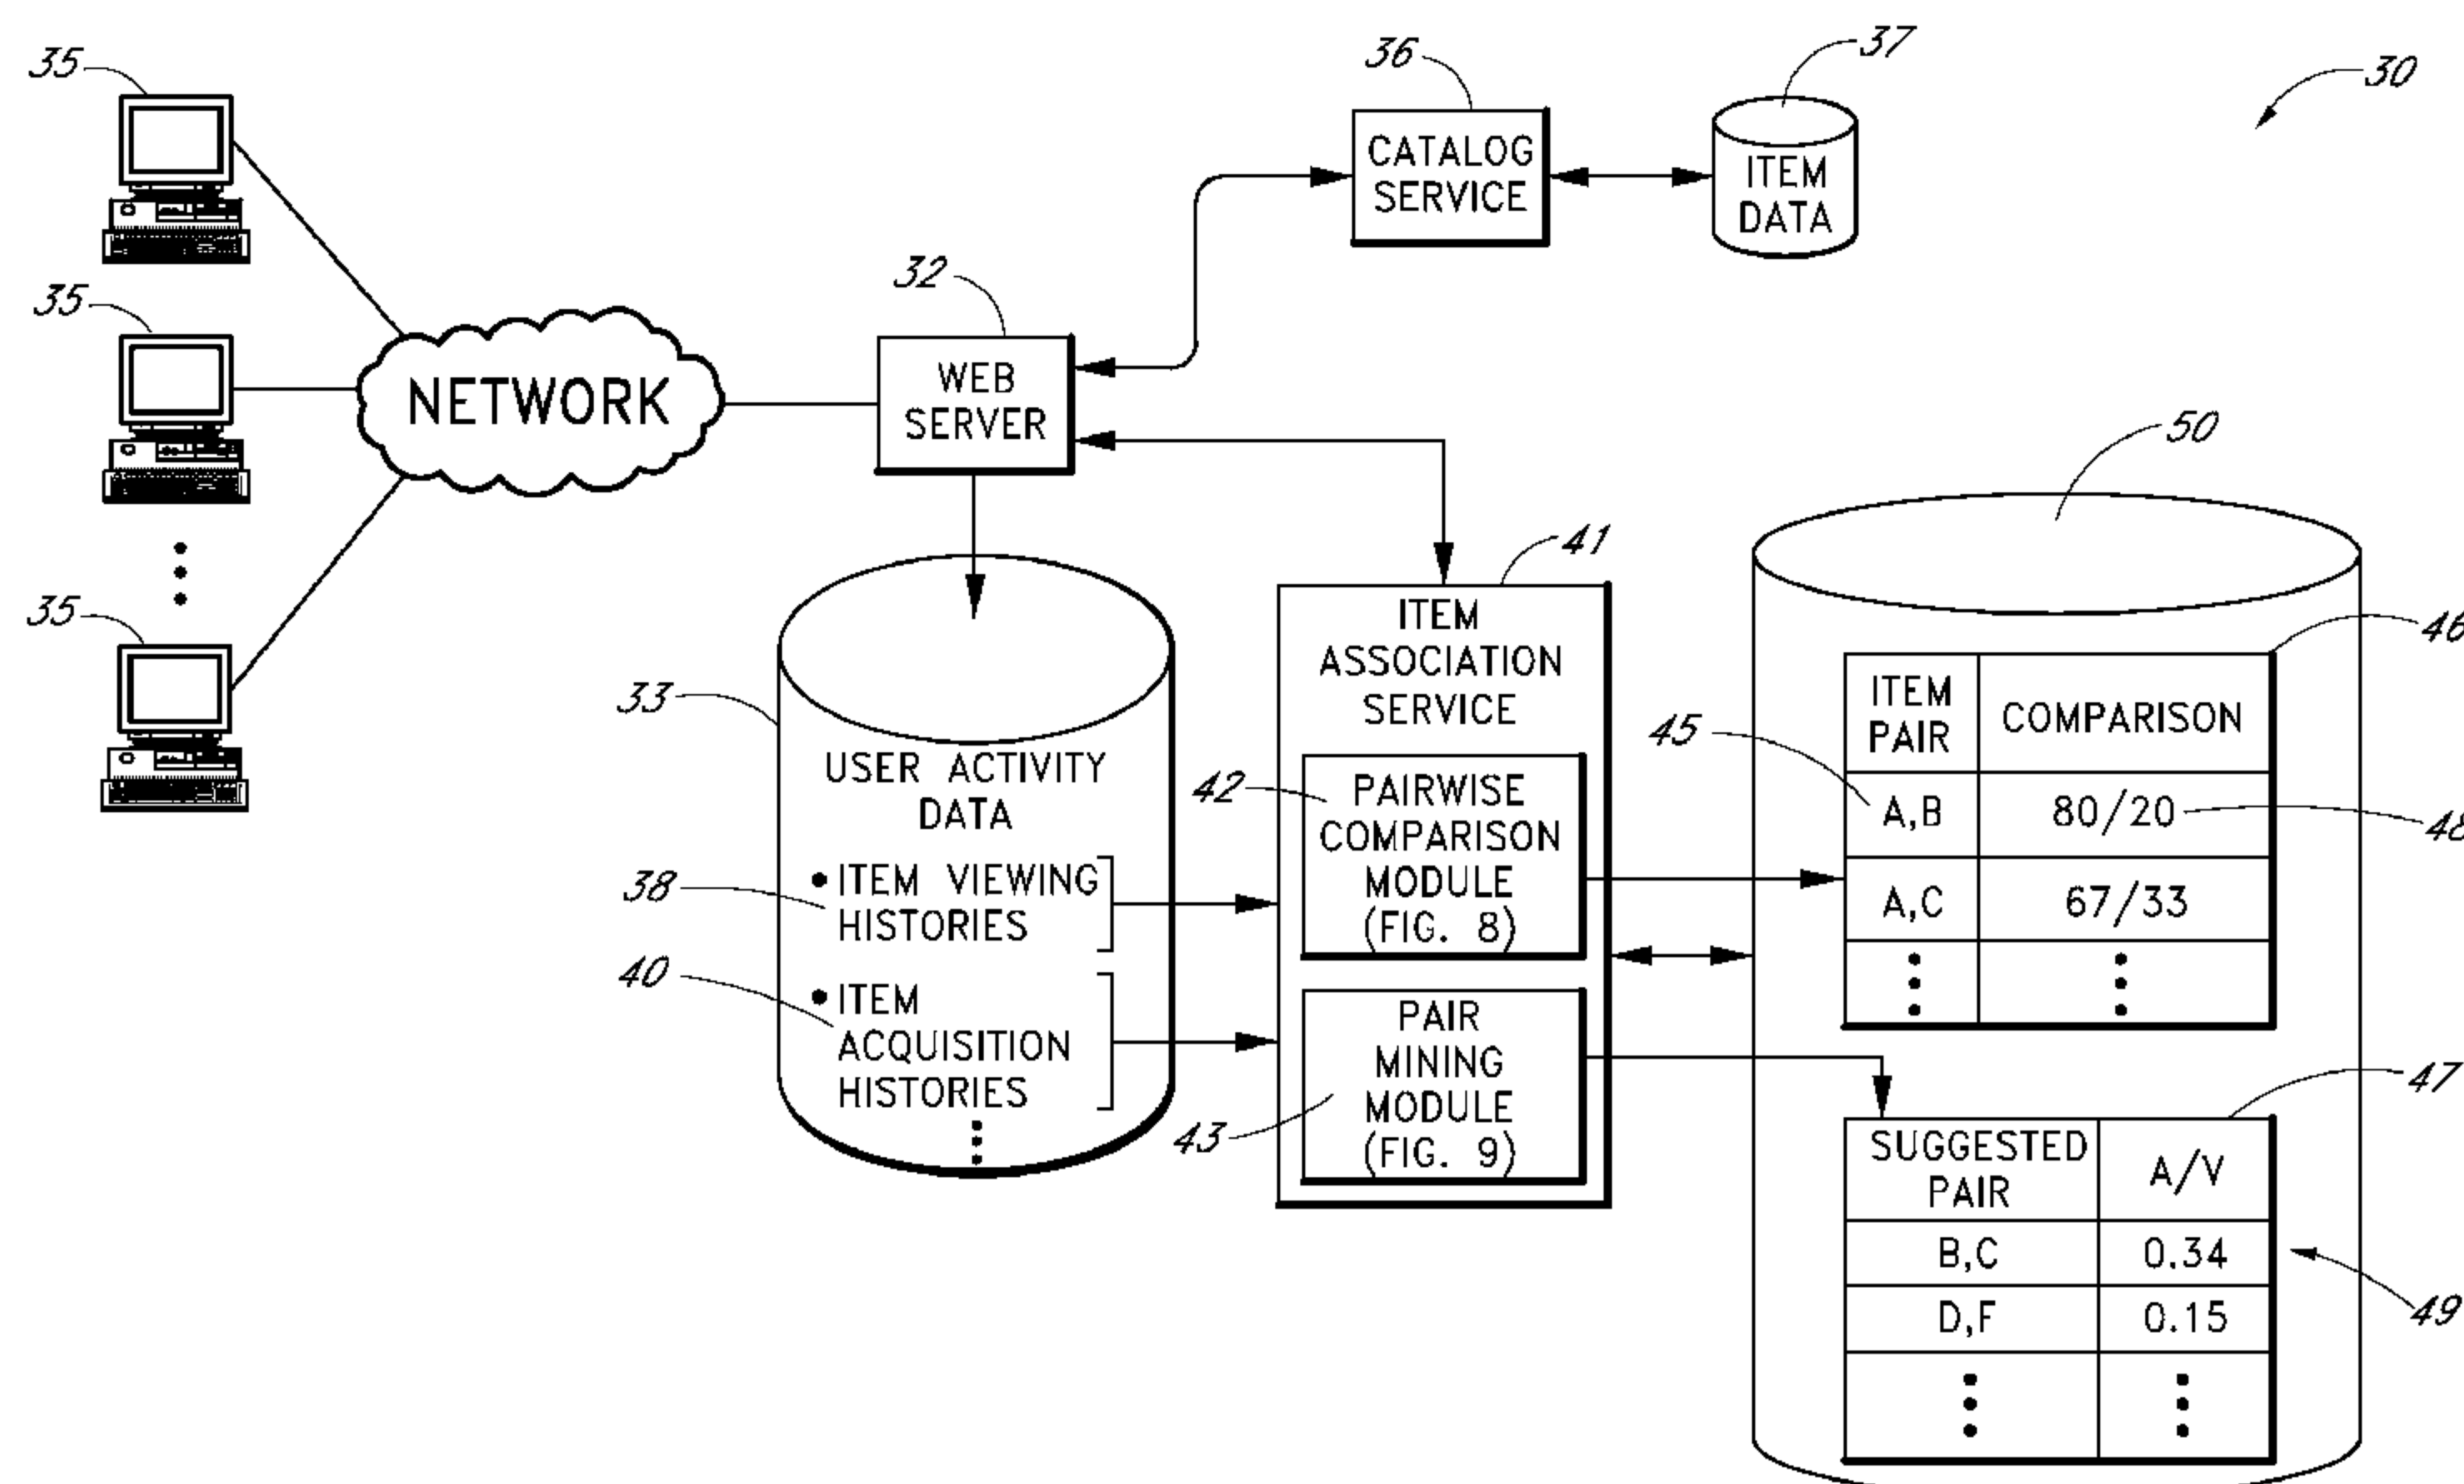 35
36
37
30
CATALOG
SERVICE
ITEM
DATA
35
32
NETWORK
WEB
SERVER
50
35
33
USER ACTIVITY
DATA
38
• ITEM VIEWING
HISTORIES
40
• ITEM
ACQUISITION
HISTORIES
41
ITEM
ASSOCIATION
SERVICE
42
PAIRWISE
COMPARISON
MODULE
(FIG. 8)
43
PAIR
MINING
MODULE
(FIG. 9)
46
ITEM
PAIR
COMPARISON
45
A,B
80/20
48
A,C
67/33
47
SUGGESTED
PAIR
A/V
B,C
0.34
D,F
0.15
49